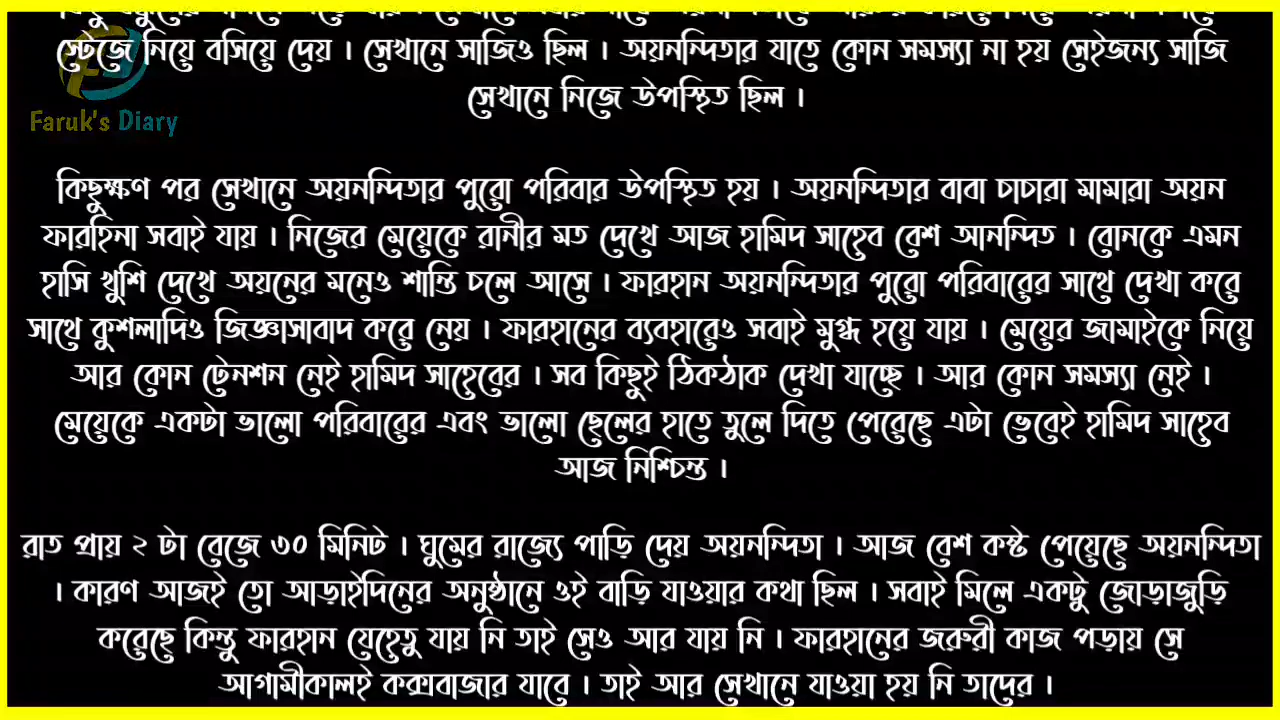 স্টেজে নিয়ে বসিয়ে দেয় । সেখানে সাজিও ছিল । অয়নন্দিতার যাতে কোন সমস্যা না হয় সেইজন্য সাজি
সেখানে নিজে উপস্থিত ছিল ।
Faruk's Diary
কিছুক্ষণ পর সেখানে অয়নন্দিতার পুরো পরিবার উপস্থিত হয় । অয়নন্দিতার বাবা চাচারা মামারা অয়ন
ফারহিনা সবাই যায় । নিজের মেয়েকে রানীর মত দেখে আজ হামিদ সাহেব বেশ আনন্দিত । বোনকে এমন
হাসি খুশি দেখে অয়নের মনেও শান্তি চলে আসে । ফারহান অয়নন্দিতার পুরো পরিবারের সাথে দেখা করে
সাথে কুশলাদিও জিজ্ঞাসাবাদ করে নেয় । ফারহানের ব্যবহারেও সবাই মুগ্ধ হয়ে যায় । মেয়ের জামাইকে নিয়ে
আর কোন টেনশন নেই হামিদ সাহেবের । সব কিছুই ঠিকঠাক দেখা যাচ্ছে । আর কোন সমস্যা নেই ।
মেয়েকে একটা ভালো পরিবারের এবং ভালো ছেলের হাতে তুলে দিতে পেরেছে এটা ভেবেই হামিদ সাহেব
আজ নিশ্চিন্ত ।
রাত প্রায় ২ টা বেজে ৩০ মিনিট । ঘুমের রাজ্যে পাড়ি দেয় অয়নন্দিতা । আজ বেশ কষ্ট পেয়েছে অয়নন্দিতা
। কারণ আজই তো আড়াইদিনের অনুষ্ঠানে ওই বাড়ি যাওয়ার কথা ছিল । সবাই মিলে একটু জোড়াজুড়ি
করেছে কিন্তু ফারহান যেহেতু যায় নি তাই সেও আর যায় নি । ফারহানের জরুরী কাজ পড়ায় সে
আগামীকালই কক্সবাজার যাবে । তাই আর সেখানে যাওয়া হয় নি তাদের ।